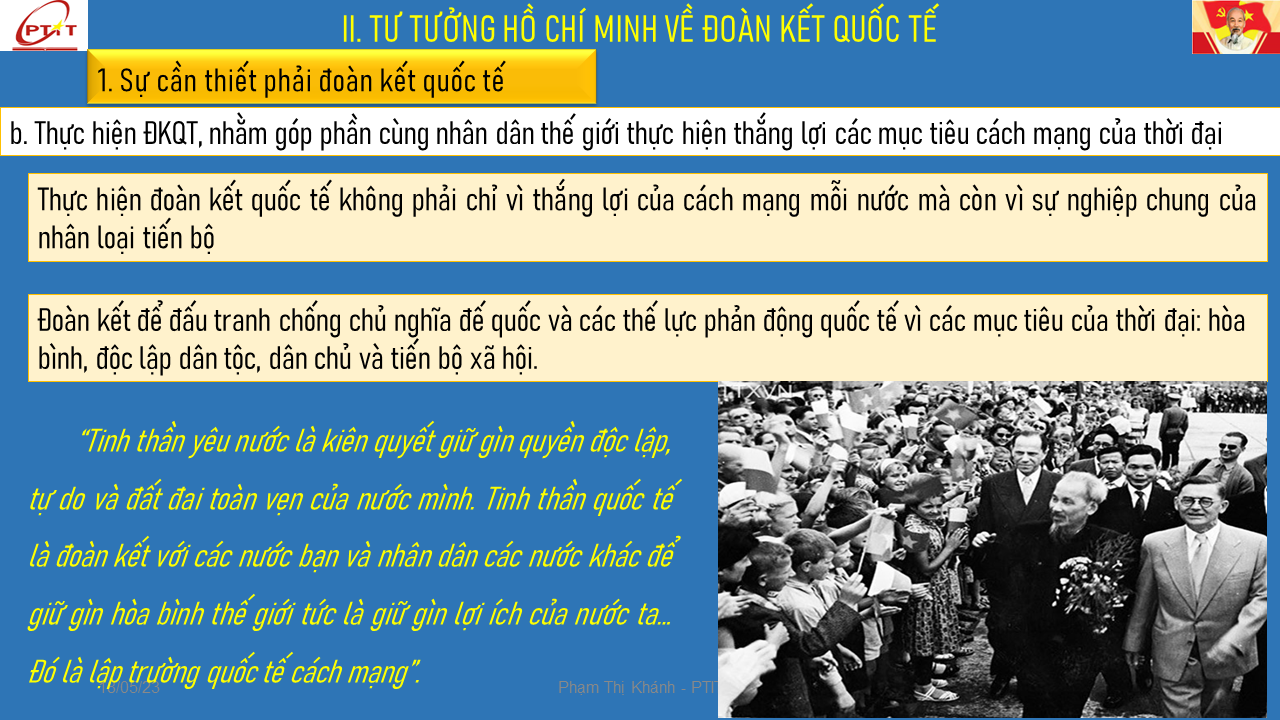 PTIT
II. TƯ TƯỞNG HỒ CHÍ MINH VỀ ĐOÀN KẾT QUỐC TẾ
1. Sự cần thiết phải đoàn kết quốc tế
b. Thực hiện ĐKQT, nhằm góp phần cùng nhân dân thế giới thực hiện thắng lợi các mục tiêu cách mạng của thời đại
Thực hiện đoàn kết quốc tế không phải chỉ vì thắng lợi của cách mạng mỗi nước mà còn vì sự nghiệp chung của
nhân loại tiến bộ
Đoàn kết để đấu tranh chống chủ nghĩa đế quốc và các thế lực phản động quốc tế vì các mục tiêu của thời đại: hòa
bình, độc lập dân tộc, dân chủ và tiến bộ xã hội.
TTXVN
“Tinh thần yêu nước là kiên quyết giữ gìn quyền độc lập,
tự do và đất đai toàn vẹn của nước mình. Tinh thần quốc tế
là đoàn kết với các nước bạn và nhân dân các nước khác để
giữ gìn hòa bình thế giới tức là giữ gìn lợi ích của nước ta...
Đó là lập trường quốc tế cách mạng”.
Phạm Thị Khánh - PTIT